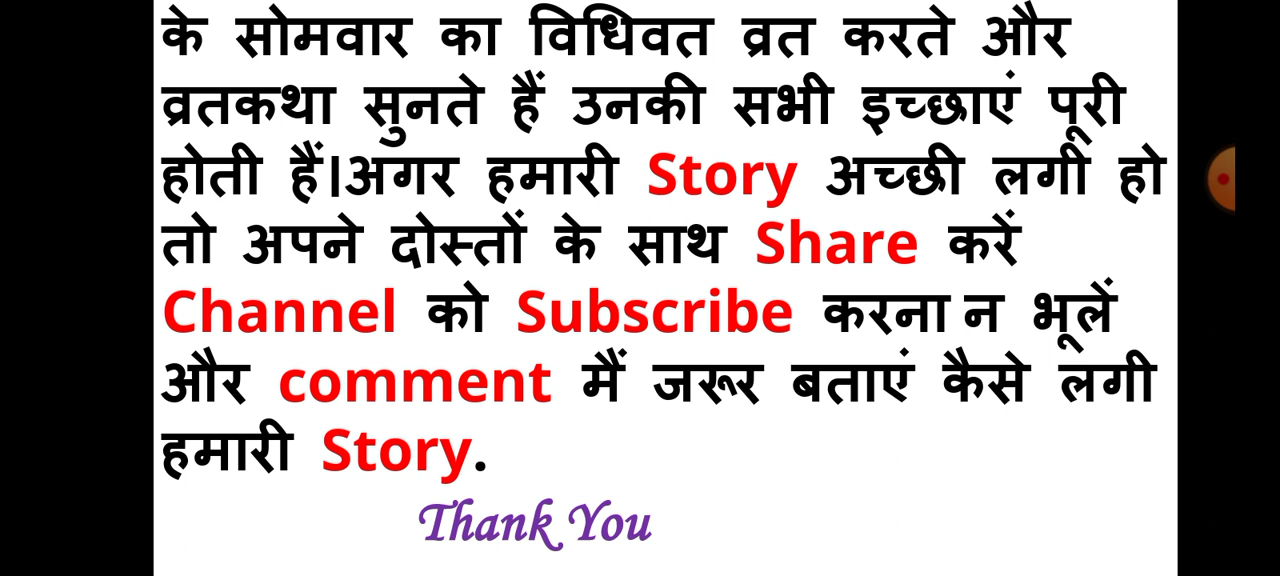 के सोमवार का विधिवत व्रत करते और
व्रतकथा सुनते हैं उनकी सभी इच्छाएं पूरी
होती हैं।अगर हमारी Story अच्छी लगी हो
तो अपने दोस्तों के साथ Share करें
Channel को Subscribe करना न भूलें
और comment मैं जरूर बताएं कैसे लगी
हमारी Story.
Thank You